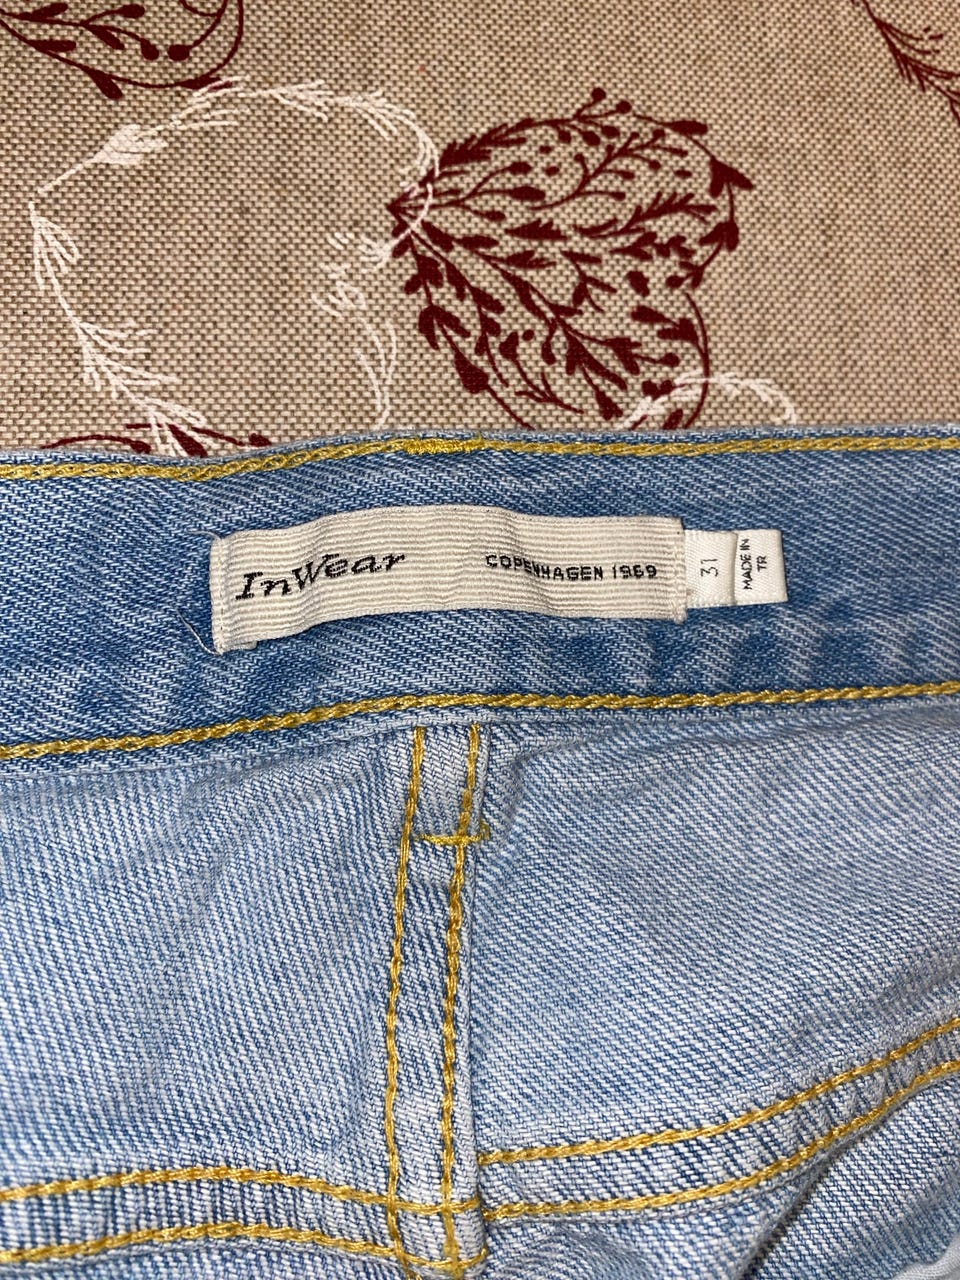 InWear
COPENHAGEN 1969
31
MADE IN
TR